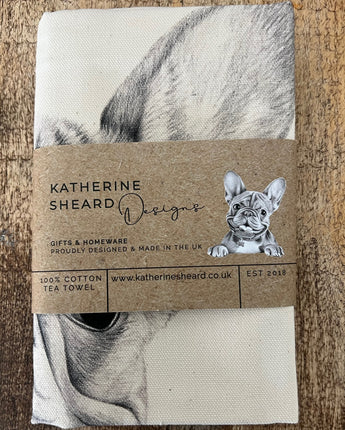 KATHERINE
SHEARD Designs
GIFTS & HOMEWARE
PROUDLY DESIGNED & MADE IN THE UK
100% COTTON
TEA TOWEL
www.katherinesheard.co.uk
EST 2018